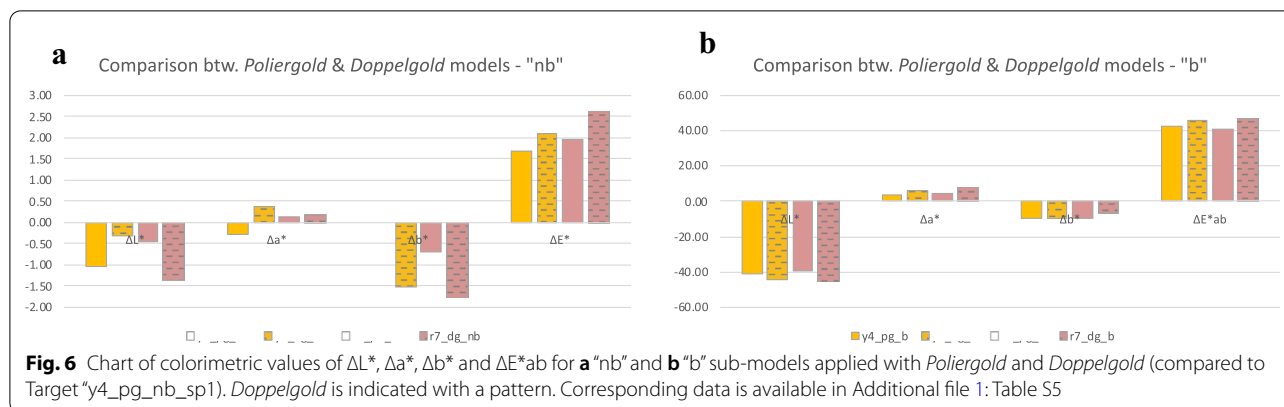 a
Comparison btw. Poliergold & Doppelgold models - "nb"
3.00
2.50
2.00
1.50
1.00
0.50
0.00
-0.50
-1.00
-1.50
-2.00
ΔL*
Δa*
Δb*
ΔE*
r7_dg_nb
b
Comparison btw. Poliergold & Doppelgold models - "b"
60.00
40.00
20.00
0.00
-20.00
-40.00
-60.00
ΔL*
Δa*
Δb*
ΔE*ab
y4_pg_b
r7_dg_b
Fig. 6 Chart of colorimetric values of ΔL*, Δa*, Δb* and ΔE*ab for a “nb” and b “b” sub-models applied with Poliergold and Doppelgold (compared to
Target “y4_pg_nb_sp1). Doppelgold is indicated with a pattern. Corresponding data is available in Additional file 1: Table S5